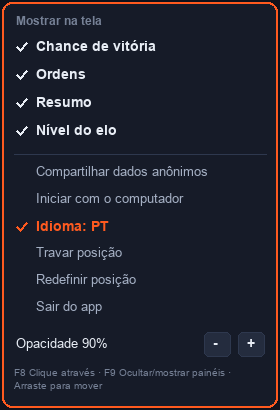 Mostrar na tela
Chance de vitória
Ordens
Resumo
Nível do elo
Compartilhar dados anônimos
Iniciar com o computador
Idioma: PT
Travar posição
Redefinir posição
Sair do app
Opacidade 90% - +
F8 Clique através · F9 Ocultar/mostrar painéis ·
Arraste para mover